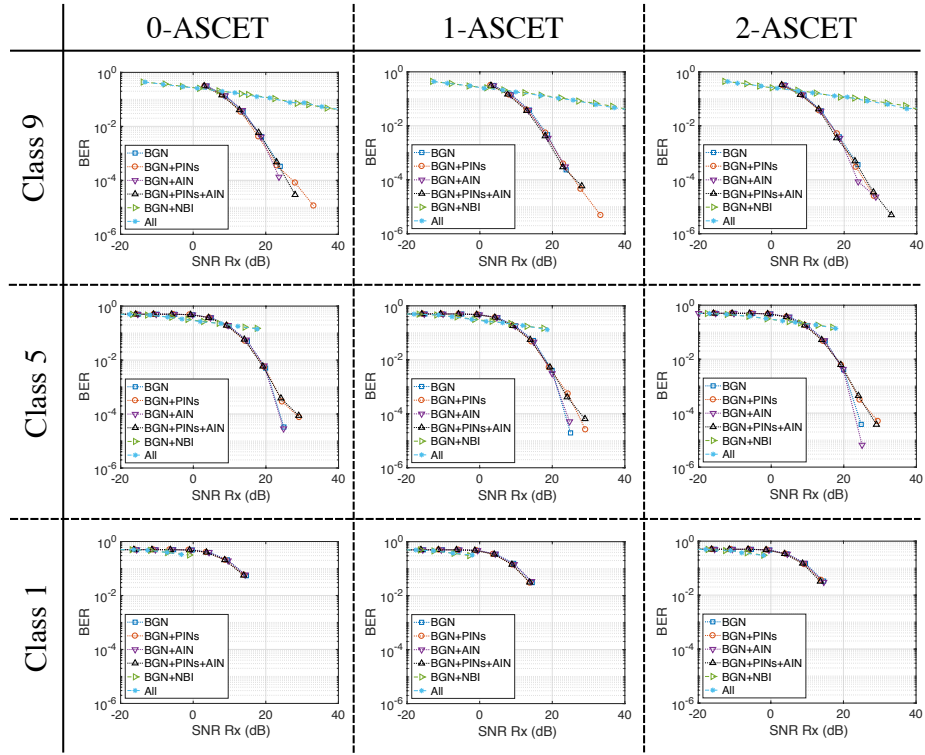 0-ASCET 1-ASCET 2-ASCET
Class 9
BER
10^0
10^-2
10^-4
10^-6
BGN
BGN+PINs
BGN+AIN
BGN+PINs+AIN
BGN+NBI
All
-20 0 20 40
SNR Rx (dB)
BER
10^0
10^-2
10^-4
10^-6
BGN
BGN+PINs
BGN+AIN
BGN+PINs+AIN
BGN+NBI
All
-20 0 20 40
SNR Rx (dB)
BER
10^0
10^-2
10^-4
10^-6
BGN
BGN+PINs
BGN+AIN
BGN+PINs+AIN
BGN+NBI
All
-20 0 20 40
SNR Rx (dB)
Class 5
BER
10^0
10^-2
10^-4
10^-6
BGN
BGN+PINs
BGN+AIN
BGN+PINs+AIN
BGN+NBI
All
-20 0 20 40
SNR Rx (dB)
BER
10^0
10^-2
10^-4
10^-6
BGN
BGN+PINs
BGN+AIN
BGN+PINs+AIN
BGN+NBI
All
-20 0 20 40
SNR Rx (dB)
BER
10^0
10^-2
10^-4
10^-6
BGN
BGN+PINs
BGN+AIN
BGN+PINs+AIN
BGN+NBI
All
-20 0 20 40
SNR Rx (dB)
Class 1
BER
10^0
10^-2
10^-4
10^-6
BGN
BGN+PINs
BGN+AIN
BGN+PINs+AIN
BGN+NBI
All
-20 0 20 40
SNR Rx (dB)
BER
10^0
10^-2
10^-4
10^-6
BGN
BGN+PINs
BGN+AIN
BGN+PINs+AIN
BGN+NBI
All
-20 0 20 40
SNR Rx (dB)
BER
10^0
10^-2
10^-4
10^-6
BGN
BGN+PINs
BGN+AIN
BGN+PINs+AIN
BGN+NBI
All
-20 0 20 40
SNR Rx (dB)